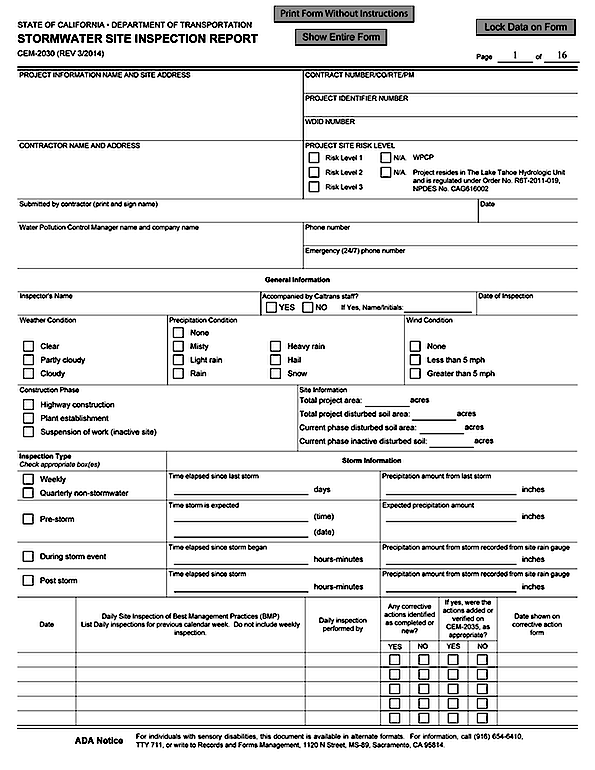 Print Form Without Instructions
Lock Data on Form
Show Entire Form
STATE OF CALIFORNIA • DEPARTMENT OF TRANSPORTATION
STORMWATER SITE INSPECTION REPORT
CEM-2030 (REV 3/2014)
Page 1 of 16
PROJECT INFORMATION NAME AND SITE ADDRESS
CONTRACT NUMBER/CO/RTE/PM
PROJECT IDENTIFIER NUMBER
WDID NUMBER
CONTRACTOR NAME AND ADDRESS
PROJECT SITE RISK LEVEL
Risk Level 1 N/A WPCP
Risk Level 2 N/A Project resides in The Lake Tahoe Hydrologic Unit
and is regulated under Order No. R6T-2011-019,
Risk Level 3 NPDES No. CAG616002
Submitted by contractor (print and sign name) Date
Water Pollution Control Manager name and company name
Phone number
Emergency (24/7) phone number
General Information
Inspector's Name
Accompanied by Caltrans staff?
YES NO If Yes, Name/Initials:
Date of Inspection
Weather Condition
Clear
Partly cloudy
Cloudy
Precipitation Condition
None
Misty Heavy rain
Light rain Hail
Rain Snow
Wind Condition
None
Less than 5 mph
Greater than 5 mph
Construction Phase
Highway construction
Plant establishment
Suspension of work (inactive site)
Site Information
Total project area: acres
Total project disturbed soil area: acres
Current phase disturbed soil area: acres
Current phase inactive disturbed soil: acres
Inspection Type
Check appropriate box(es)
Storm Information
Weekly
Quarterly non-stormwater
Time elapsed since last storm
days
Precipitation amount from last storm
inches
Pre-storm
Time storm is expected
(time)
(date)
Expected precipitation amount
inches
During storm event
Time elapsed since storm began
hours-minutes
Precipitation amount from storm recorded from site rain gauge
inches
Post storm
Time elapsed since storm
hours-minutes
Precipitation amount from storm recorded from site rain gauge
inches
Date
Daily Site Inspection of Best Management Practices (BMP)
List Daily inspections for previous calendar week. Do not include weekly
inspection.
Daily inspection
performed by
Any corrective
actions identified
as completed or
new?
YES NO
If yes, were the
actions added or
verified on
CEM-2035, as
appropriate?
YES NO
Date shown on
corrective action
form
ADA Notice
For individuals with sensory disabilities, this document is available in alternate formats. For information, call (916) 654-6410,
TTY 711, or write to Records and Forms Management, 1120 N Street, MS-89, Sacramento, CA 95814.